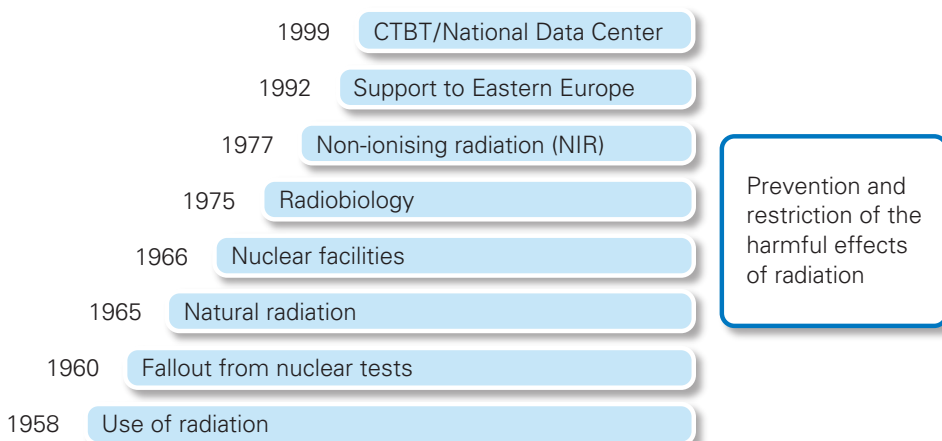 1999 CTBT/National Data Center
1992 Support to Eastern Europe
1977 Non-ionising radiation (NIR)
1975 Radiobiology
1966 Nuclear facilities
1965 Natural radiation
1960 Fallout from nuclear tests
1958 Use of radiation
Prevention and
restriction of the
harmful effects
of radiation